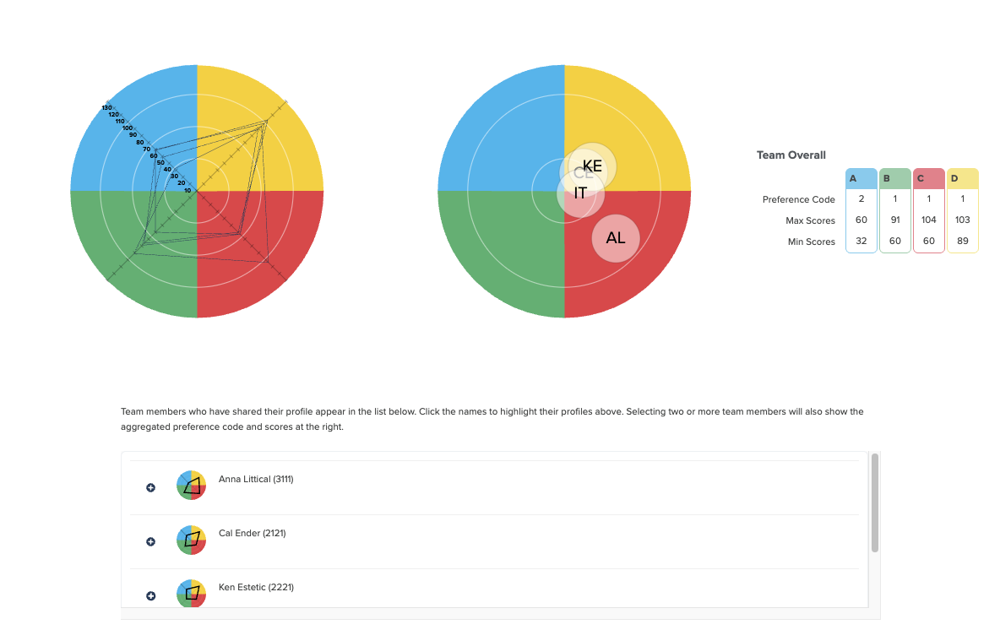 130
120
110
100
90
80
70
60
50
40
30
20
10
KE
CE
IT
AL
Team Overall
A B C D
Preference Code 2 1 1 1
Max Scores 60 91 104 103
Min Scores 32 60 60 89
Team members who have shared their profile appear in the list below. Click the names to highlight their profiles above. Selecting two or more team members will also show the
aggregated preference code and scores at the right.
Anna Littical (3111)
Cal Ender (2121)
Ken Estetic (2221)